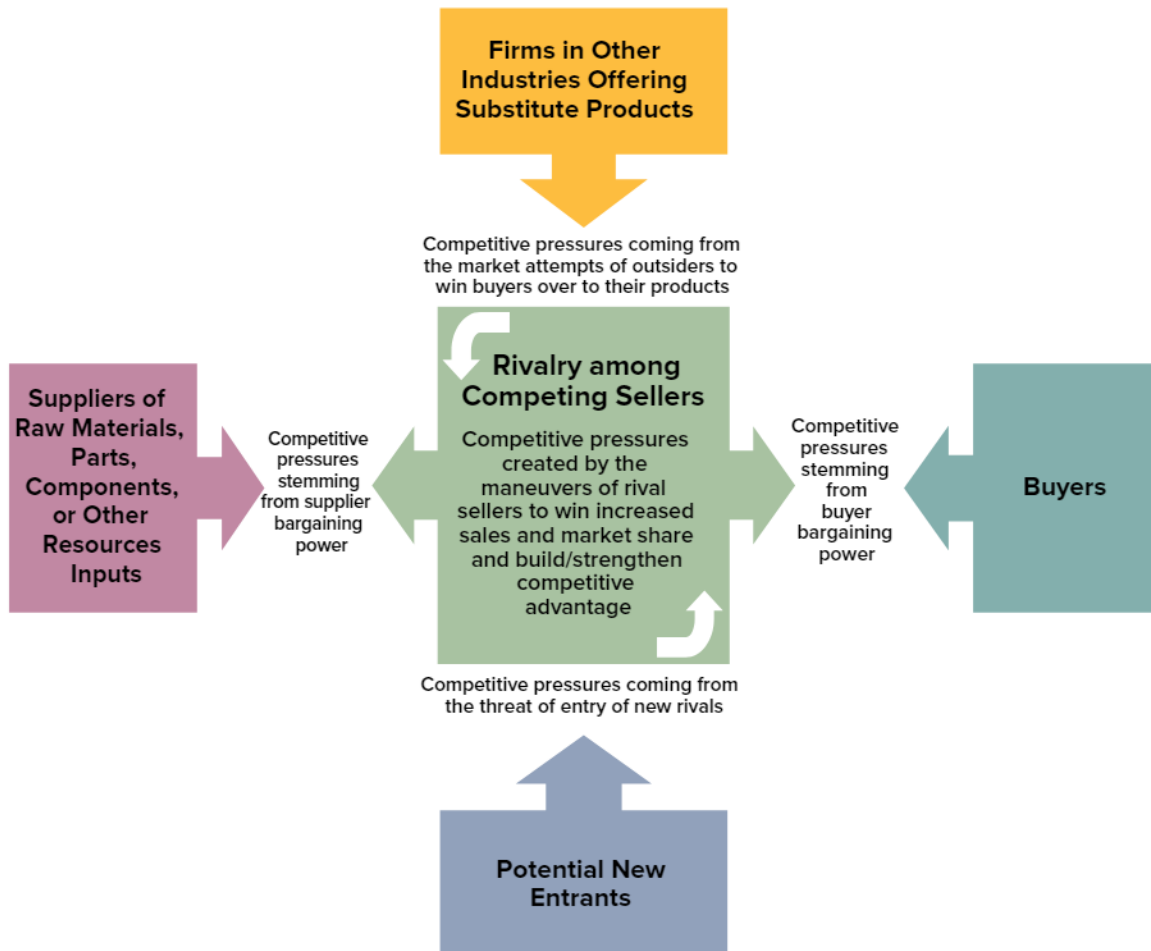 Firms in Other
Industries Offering
Substitute Products
Competitive pressures coming from
the market attempts of outsiders to
win buyers over to their products
Suppliers of
Raw Materials,
Parts,
Components,
or Other
Resources
Inputs
Competitive
pressures
stemming
from supplier
bargaining
power
Rivalry among
Competing Sellers
Competitive pressures
created by the
maneuvers of rival
sellers to win increased
sales and market share
and build/strengthen
competitive
advantage
Competitive
pressures
stemming
from
buyer
bargaining
power
Buyers
Competitive pressures coming from
the threat of entry of new rivals
Potential New
Entrants